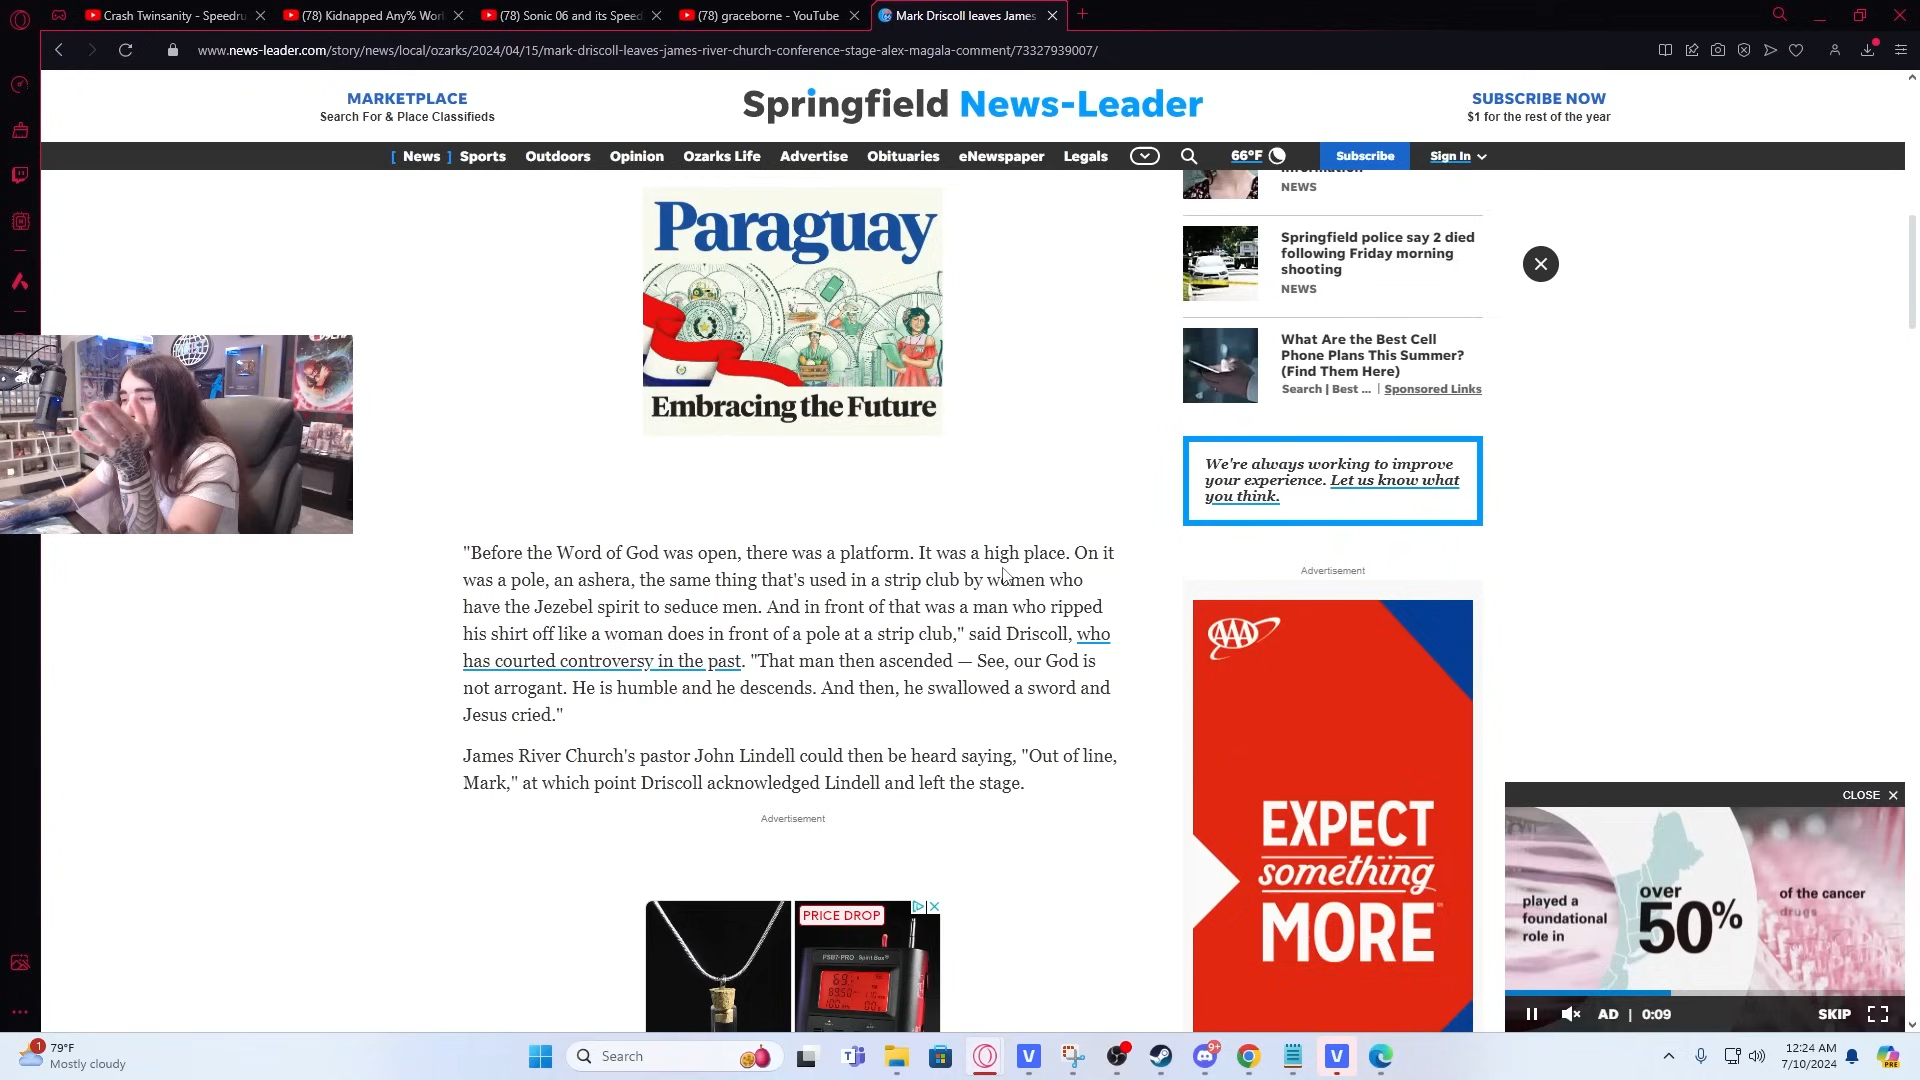 Crash Twinsanity - Speedru
(78) Kidnapped Any% Worl
(78) Sonic 06 and its Speed
(78) graceborne - YouTube
Mark Driscoll leaves James
www.news-leader.com/story/news/local/ozarks/2024/04/15/mark-driscoll-leaves-james-river-church-conference-stage-alex-magala-comment/73327939007/
MARKETPLACE
Search For & Place Classifieds
Springfield News-Leader
SUBSCRIBE NOW
$1 for the rest of the year
[ News ] Sports Outdoors Opinion Ozarks Life Advertise Obituaries eNewspaper Legals 66°F Subscribe Sign In
Paraguay
Embracing the Future
information
NEWS
Springfield police say 2 died
following Friday morning
shooting
NEWS
What Are the Best Cell
Phone Plans This Summer?
(Find Them Here)
Search | Best ... | Sponsored Links
We're always working to improve
your experience. Let us know what
you think.
"Before the Word of God was open, there was a platform. It was a high place. On it
was a pole, an ashera, the same thing that's used in a strip club by women who
have the Jezebel spirit to seduce men. And in front of that was a man who ripped
his shirt off like a woman does in front of a pole at a strip club," said Driscoll, who
has courted controversy in the past. "That man then ascended — See, our God is
not arrogant. He is humble and he descends. And then, he swallowed a sword and
Jesus cried."
James River Church's pastor John Lindell could then be heard saying, "Out of line,
Mark," at which point Driscoll acknowledged Lindell and left the stage.
Advertisement
PRICE DROP
PSB7-PRO Spirit Box
Advertisement
AAA
EXPECT
something
MORE
CLOSE
played a
foundational
role in
over
50%
of the cancer
drugs
AD | 0:09
SKIP
1
79°F
Mostly cloudy
Search
9+
12:24 AM
7/10/2024
PRE